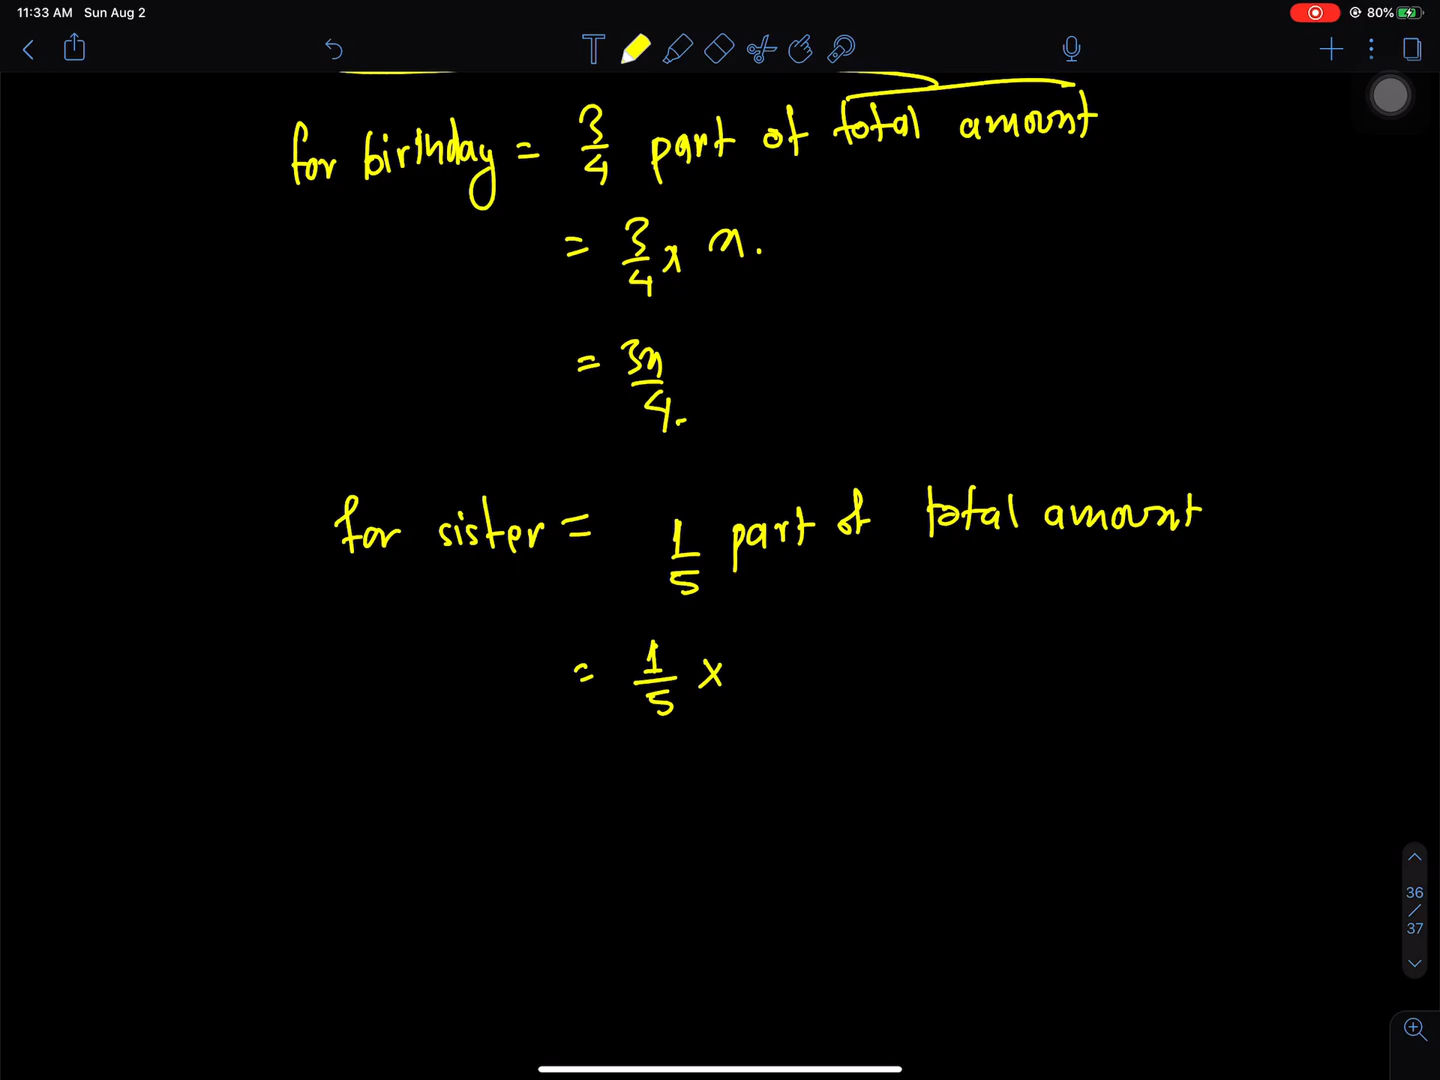 11:33 AM Sun Aug 2 80%
for birthday = 3/4 part of total amount
= 3/4 x x.
= 3x/4.
for sister = 1/5 part of total amount
= 1/5 x
36
/
37